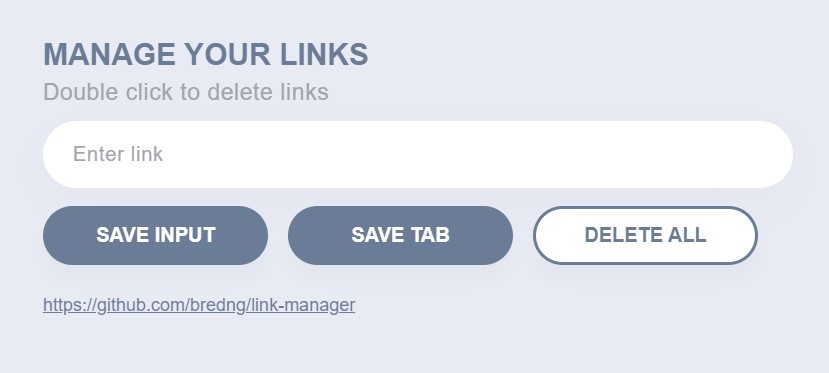 MANAGE YOUR LINKS
Double click to delete links
Enter link
SAVE INPUT SAVE TAB DELETE ALL
https://github.com/bredng/link-manager